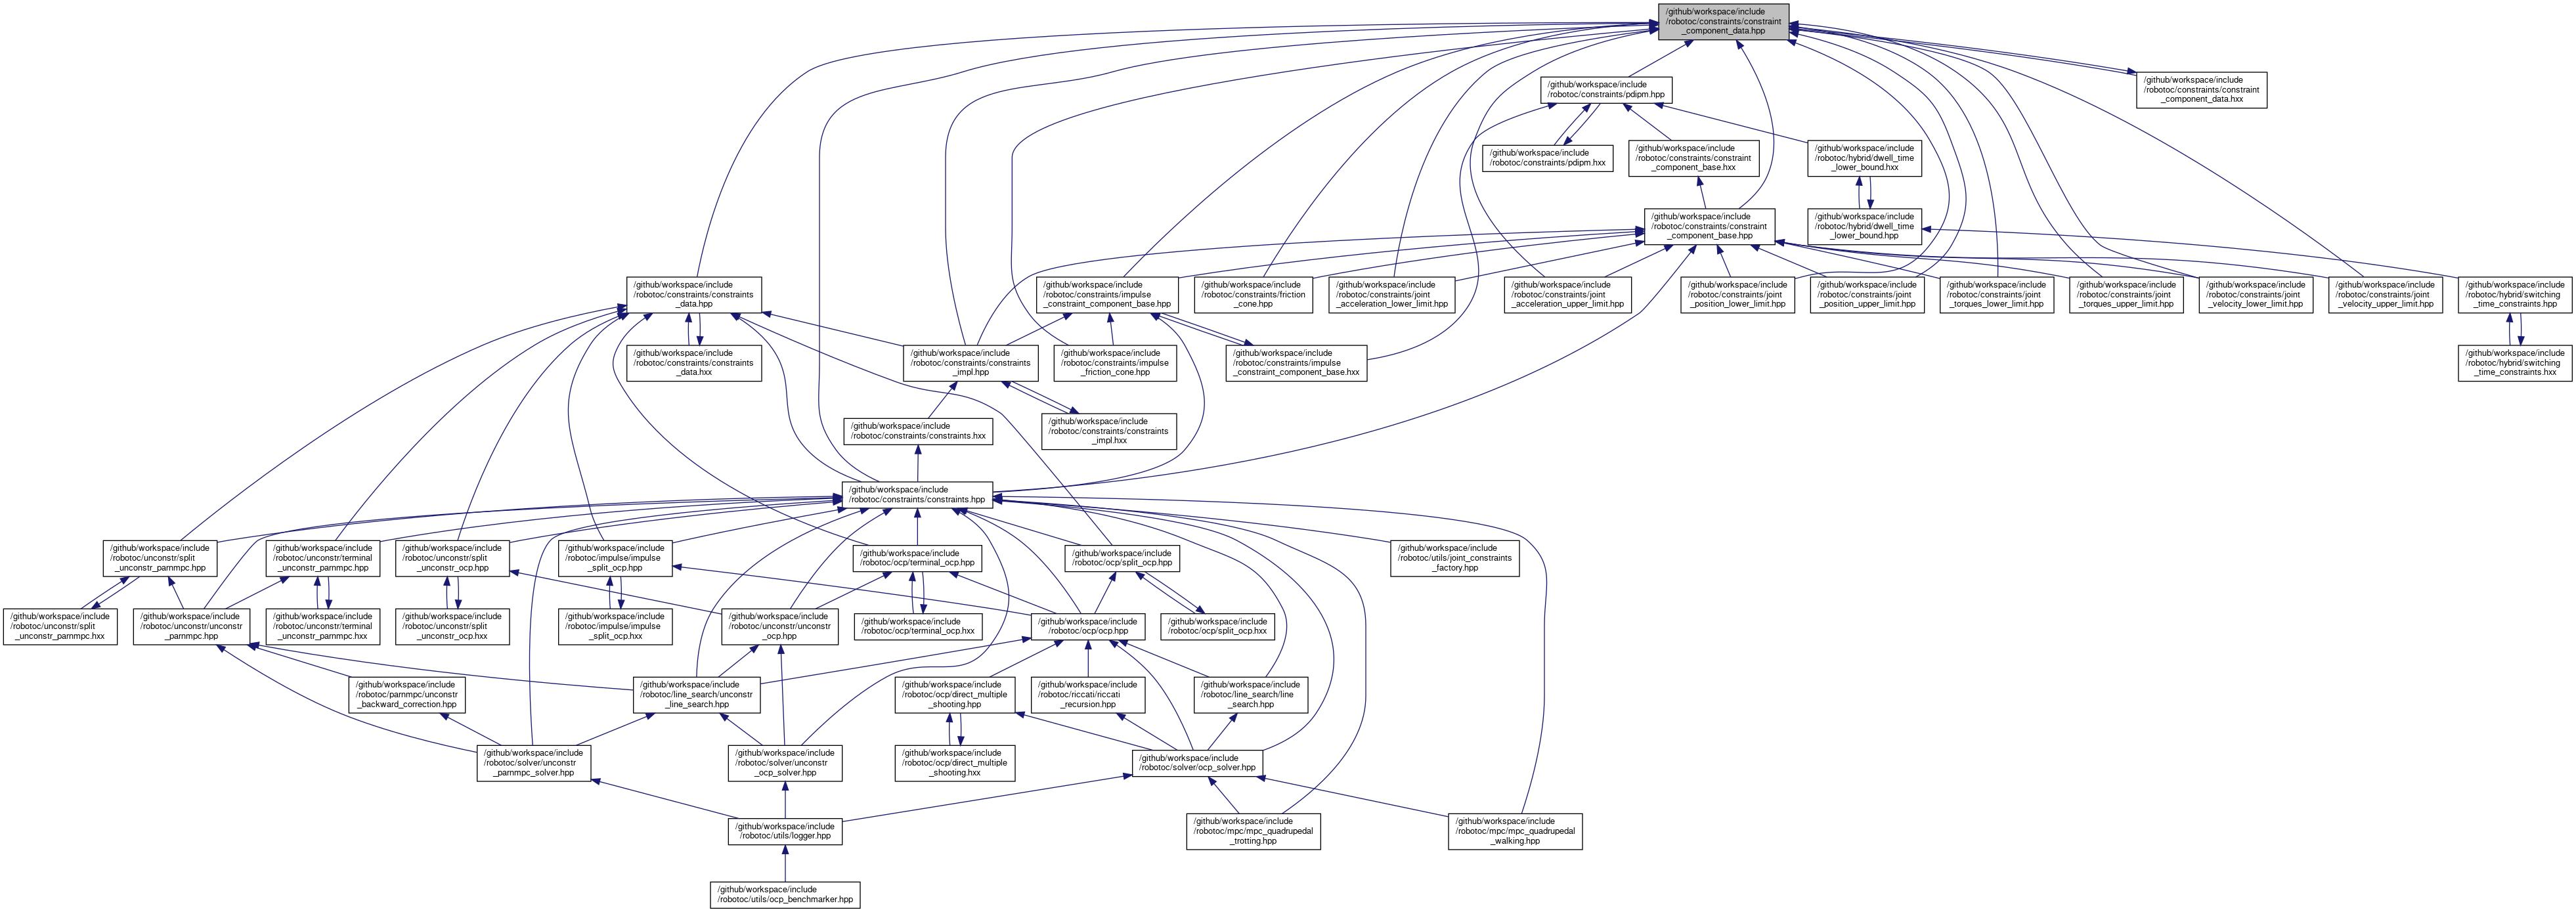 /github/workspace/include
/robotoc/constraints/constraint
_component_data.hpp
/github/workspace/include
/robotoc/constraints/constraint
_component_data.hxx
/github/workspace/include
/robotoc/constraints/pdipm.hpp
/github/workspace/include
/robotoc/constraints/pdipm.hxx
/github/workspace/include
/robotoc/constraints/constraint
_component_base.hxx
/github/workspace/include
/robotoc/hybrid/dwell_time
_lower_bound.hxx
/github/workspace/include
/robotoc/constraints/constraint
_component_base.hpp
/github/workspace/include
/robotoc/hybrid/dwell_time
_lower_bound.hpp
/github/workspace/include
/robotoc/constraints/constraints
_data.hpp
/github/workspace/include
/robotoc/constraints/impulse
_constraint_component_base.hpp
/github/workspace/include
/robotoc/constraints/friction
_cone.hpp
/github/workspace/include
/robotoc/constraints/joint
_acceleration_lower_limit.hpp
/github/workspace/include
/robotoc/constraints/joint
_acceleration_upper_limit.hpp
/github/workspace/include
/robotoc/constraints/joint
_position_lower_limit.hpp
/github/workspace/include
/robotoc/constraints/joint
_position_upper_limit.hpp
/github/workspace/include
/robotoc/constraints/joint
_torques_lower_limit.hpp
/github/workspace/include
/robotoc/constraints/joint
_torques_upper_limit.hpp
/github/workspace/include
/robotoc/constraints/joint
_velocity_lower_limit.hpp
/github/workspace/include
/robotoc/constraints/joint
_velocity_upper_limit.hpp
/github/workspace/include
/robotoc/hybrid/switching
_time_constraints.hpp
/github/workspace/include
/robotoc/constraints/constraints
_data.hxx
/github/workspace/include
/robotoc/constraints/constraints
_impl.hpp
/github/workspace/include
/robotoc/constraints/impulse
_friction_cone.hpp
/github/workspace/include
/robotoc/constraints/impulse
_constraint_component_base.hxx
/github/workspace/include
/robotoc/hybrid/switching
_time_constraints.hxx
/github/workspace/include
/robotoc/constraints/constraints.hxx
/github/workspace/include
/robotoc/constraints/constraints
_impl.hxx
/github/workspace/include
/robotoc/constraints/constraints.hpp
/github/workspace/include
/robotoc/unconstr/split
_unconstr_parnmpc.hpp
/github/workspace/include
/robotoc/unconstr/terminal
_unconstr_parnmpc.hpp
/github/workspace/include
/robotoc/unconstr/split
_unconstr_ocp.hpp
/github/workspace/include
/robotoc/impulse/impulse
_split_ocp.hpp
/github/workspace/include
/robotoc/ocp/terminal_ocp.hpp
/github/workspace/include
/robotoc/ocp/split_ocp.hpp
/github/workspace/include
/robotoc/utils/joint_constraints
_factory.hpp
/github/workspace/include
/robotoc/unconstr/split
_unconstr_parnmpc.hxx
/github/workspace/include
/robotoc/unconstr/unconstr
_parnmpc.hpp
/github/workspace/include
/robotoc/unconstr/terminal
_unconstr_parnmpc.hxx
/github/workspace/include
/robotoc/unconstr/split
_unconstr_ocp.hxx
/github/workspace/include
/robotoc/impulse/impulse
_split_ocp.hxx
/github/workspace/include
/robotoc/unconstr/unconstr
_ocp.hpp
/github/workspace/include
/robotoc/ocp/terminal_ocp.hxx
/github/workspace/include
/robotoc/ocp/ocp.hpp
/github/workspace/include
/robotoc/ocp/split_ocp.hxx
/github/workspace/include
/robotoc/parnmpc/unconstr
_backward_correction.hpp
/github/workspace/include
/robotoc/line_search/unconstr
_line_search.hpp
/github/workspace/include
/robotoc/ocp/direct_multiple
_shooting.hpp
/github/workspace/include
/robotoc/riccati/riccati
_recursion.hpp
/github/workspace/include
/robotoc/line_search/line
_search.hpp
/github/workspace/include
/robotoc/solver/unconstr
_parnmpc_solver.hpp
/github/workspace/include
/robotoc/solver/unconstr
_ocp_solver.hpp
/github/workspace/include
/robotoc/ocp/direct_multiple
_shooting.hxx
/github/workspace/include
/robotoc/solver/ocp_solver.hpp
/github/workspace/include
/robotoc/utils/logger.hpp
/github/workspace/include
/robotoc/mpc/mpc_quadrupedal
_trotting.hpp
/github/workspace/include
/robotoc/mpc/mpc_quadrupedal
_walking.hpp
/github/workspace/include
/robotoc/utils/ocp_benchmarker.hpp